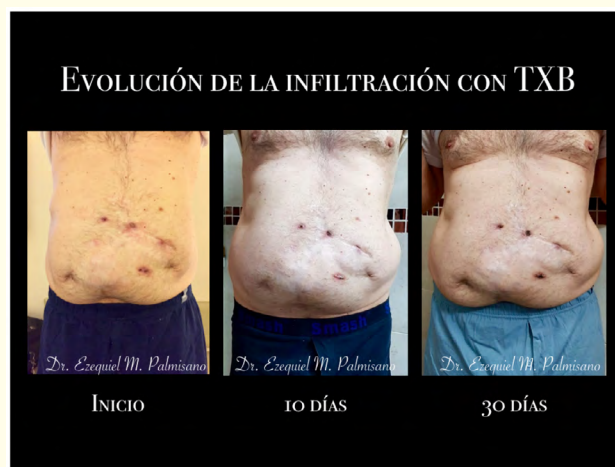 Evolución de la infiltración con TXB
Dr. Ezequiel M. Palmisano
Dr. Ezequiel M. Palmisano
Dr. Ezequiel M. Palmisano
Smash
Inicio
10 días
30 días